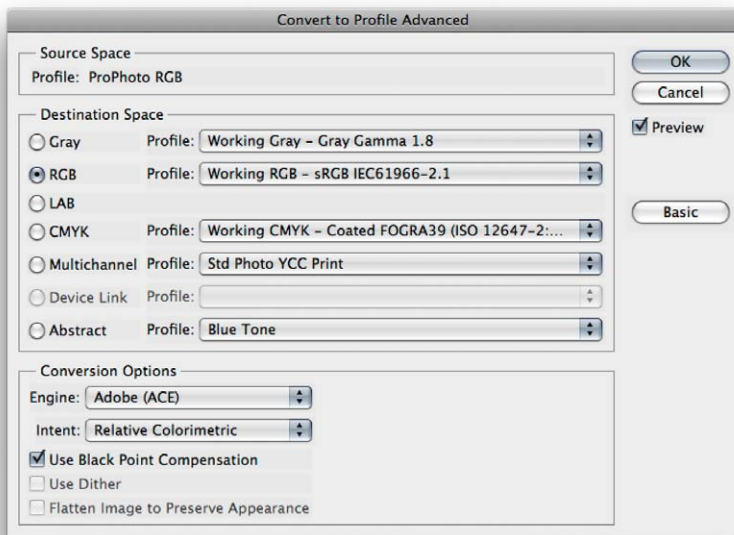 Convert to Profile Advanced
Source Space
Profile: ProPhoto RGB
OK
Cancel
Preview
Basic
Destination Space
Gray Profile: Working Gray - Gray Gamma 1.8
RGB Profile: Working RGB - sRGB IEC61966-2.1
LAB
CMYK Profile: Working CMYK - Coated FOGRA39 (ISO 12647-2:...
Multichannel Profile: Std Photo YCC Print
Device Link Profile:
Abstract Profile: Blue Tone
Conversion Options
Engine: Adobe (ACE)
Intent: Relative Colorimetric
Use Black Point Compensation
Use Dither
Flatten Image to Preserve Appearance